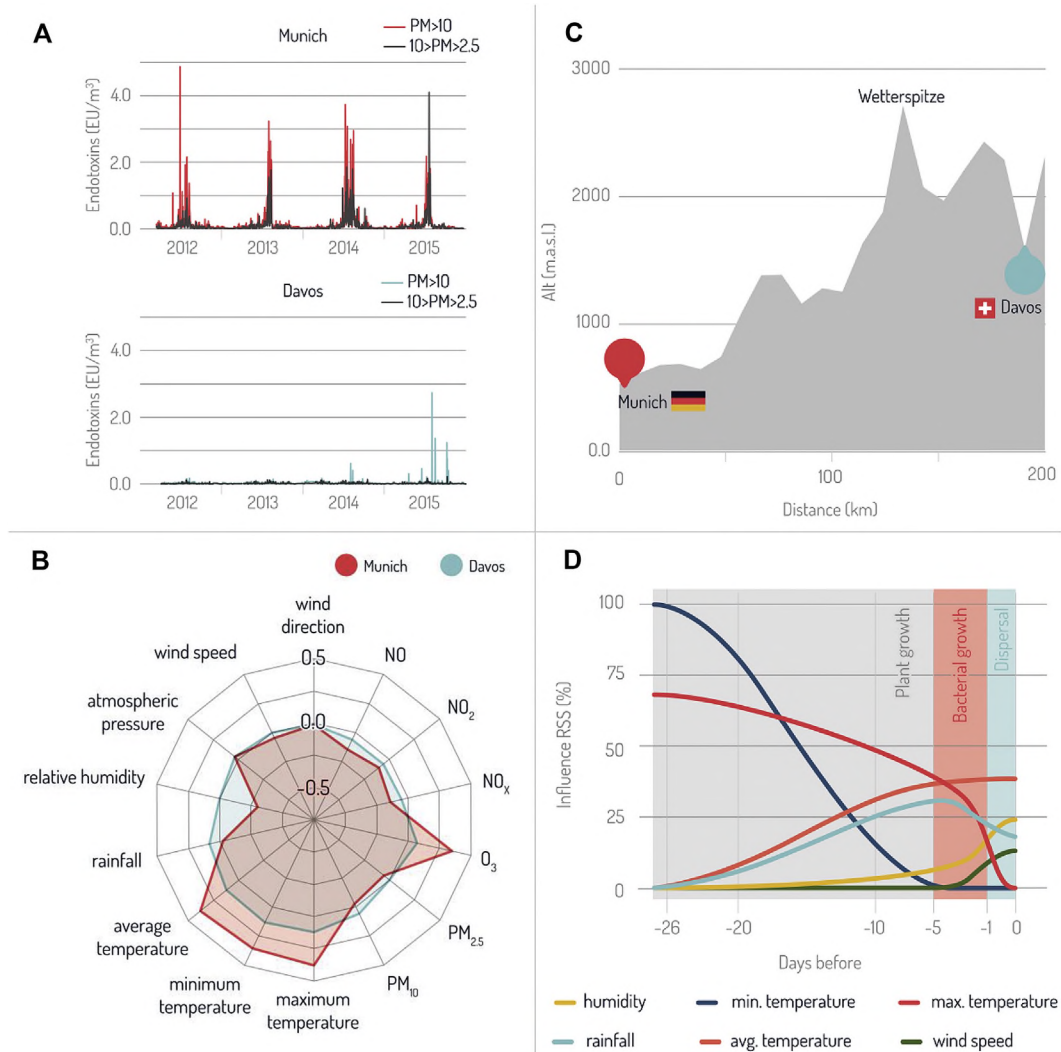 A
Munich
PM>10
10>PM>2.5
Endotoxins (EU/m³)
4.0
2.0
0.0
2012 2013 2014 2015
Davos
PM>10
10>PM>2.5
Endotoxins (EU/m³)
4.0
2.0
0.0
2012 2013 2014 2015
C
Alt (m.a.s.l.)
3000
2000
1000
0.0
Wetterspitze
Davos
Munich
0 100 200
Distance (km)
B
Munich Davos
wind
direction
NO
NO₂
NOₓ
O₃
PM₂.₅
PM₁₀
maximum
temperature
minimum
temperature
average
temperature
rainfall
relative humidity
atmospheric
pressure
wind speed
0.5
0.0
-0.5
D
Influence RSS (%)
100
75
50
25
0
Plant growth
Bacterial growth
Dispersal
-26 -20 -10 -5 -1 0
Days before
humidity min. temperature max. temperature
rainfall avg. temperature wind speed